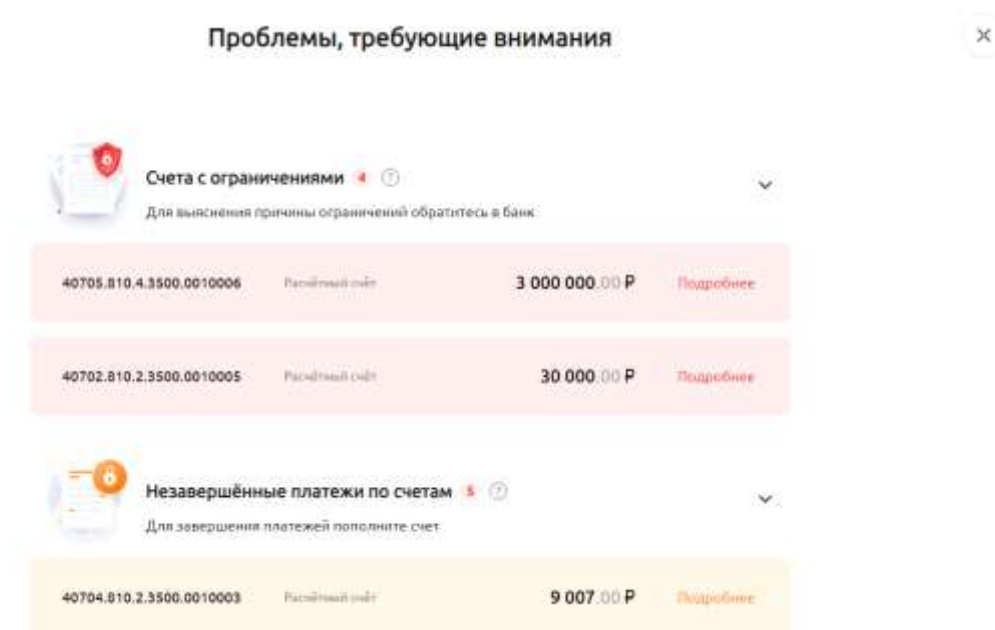 Проблемы, требующие внимания
Счета с ограничениями 4 ?
Для выяснения причины ограничений обратитесь в банк
40705.810.4.3500.0010006 Расчётный счёт 3 000 000.00 ₽ Подробнее
40702.810.2.3500.0010005 Расчётный счёт 30 000.00 ₽ Подробнее
Незавершённые платежи по счетам 5 ?
Для завершения платежей пополните счет
40704.810.2.3500.0010003 Расчётный счёт 9 007.00 ₽ Подробнее